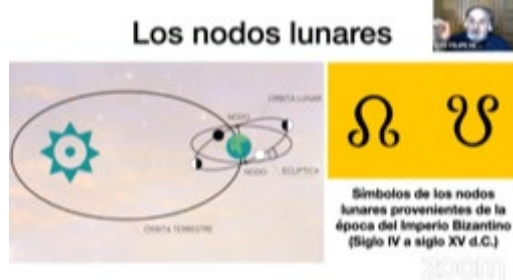 Los nodos lunares
ÓRBITA LUNAR
NODO
NODO
ECLÍPTICA
ÓRBITA TERRESTRE
Símbolos de los nodos
lunares provenientes de la
época del Imperio Bizantino
(Siglo IV a siglo XV d.C.)
zoom